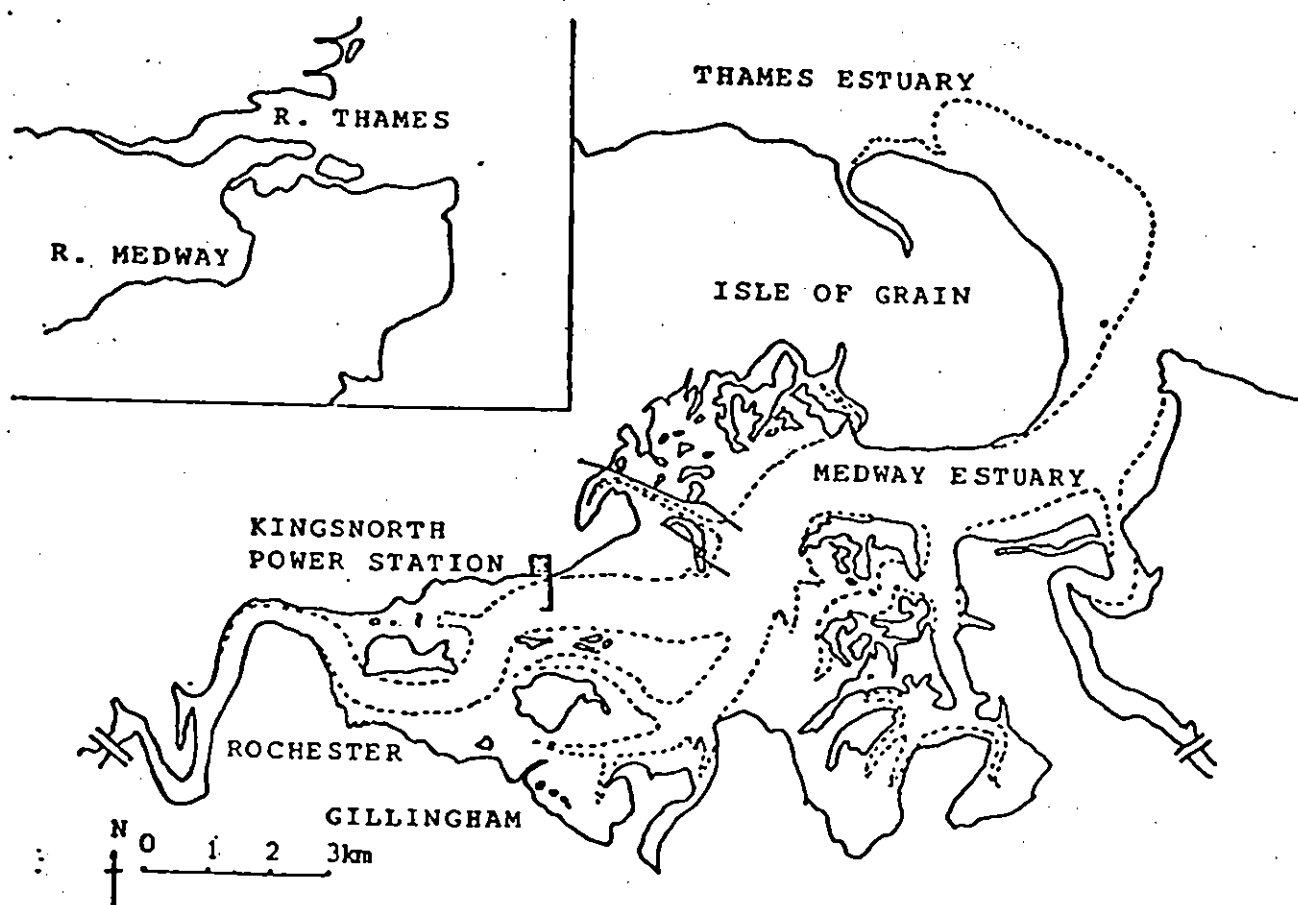 THAMES ESTUARY
R. THAMES
R. MEDWAY
ISLE OF GRAIN
MEDWAY ESTUARY
KINGSNORTH
POWER STATION
ROCHESTER
GILLINGHAM
N 0 1 2 3km